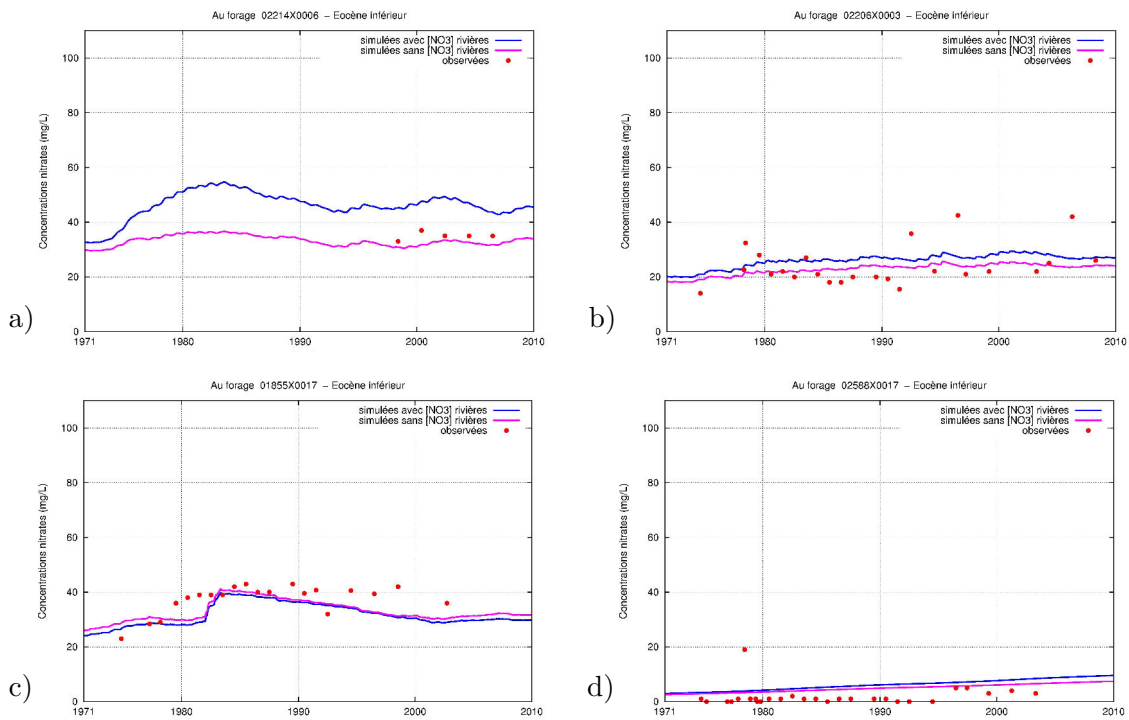 Au forage 02214X0006 – Eocène inférieur
simulées avec [NO3] rivières
simulées sans [NO3] rivières
observées
Concentrations nitrates (mg/L)
100
80
60
40
20
0
1971 1980 1990 2000 2010
a)
Au forage 02206X0003 – Eocène inférieur
simulées avec [NO3] rivières
simulées sans [NO3] rivières
observées
Concentrations nitrates (mg/L)
100
80
60
40
20
0
1971 1980 1990 2000 2010
b)
Au forage 01855X0017 – Eocène inférieur
simulées avec [NO3] rivières
simulées sans [NO3] rivières
observées
Concentrations nitrates (mg/L)
100
80
60
40
20
0
1971 1980 1990 2000 2010
c)
Au forage 02588X0017 – Eocène inférieur
simulées avec [NO3] rivières
simulées sans [NO3] rivières
observées
Concentrations nitrates (mg/L)
100
80
60
40
20
0
1971 1980 1990 2000 2010
d)